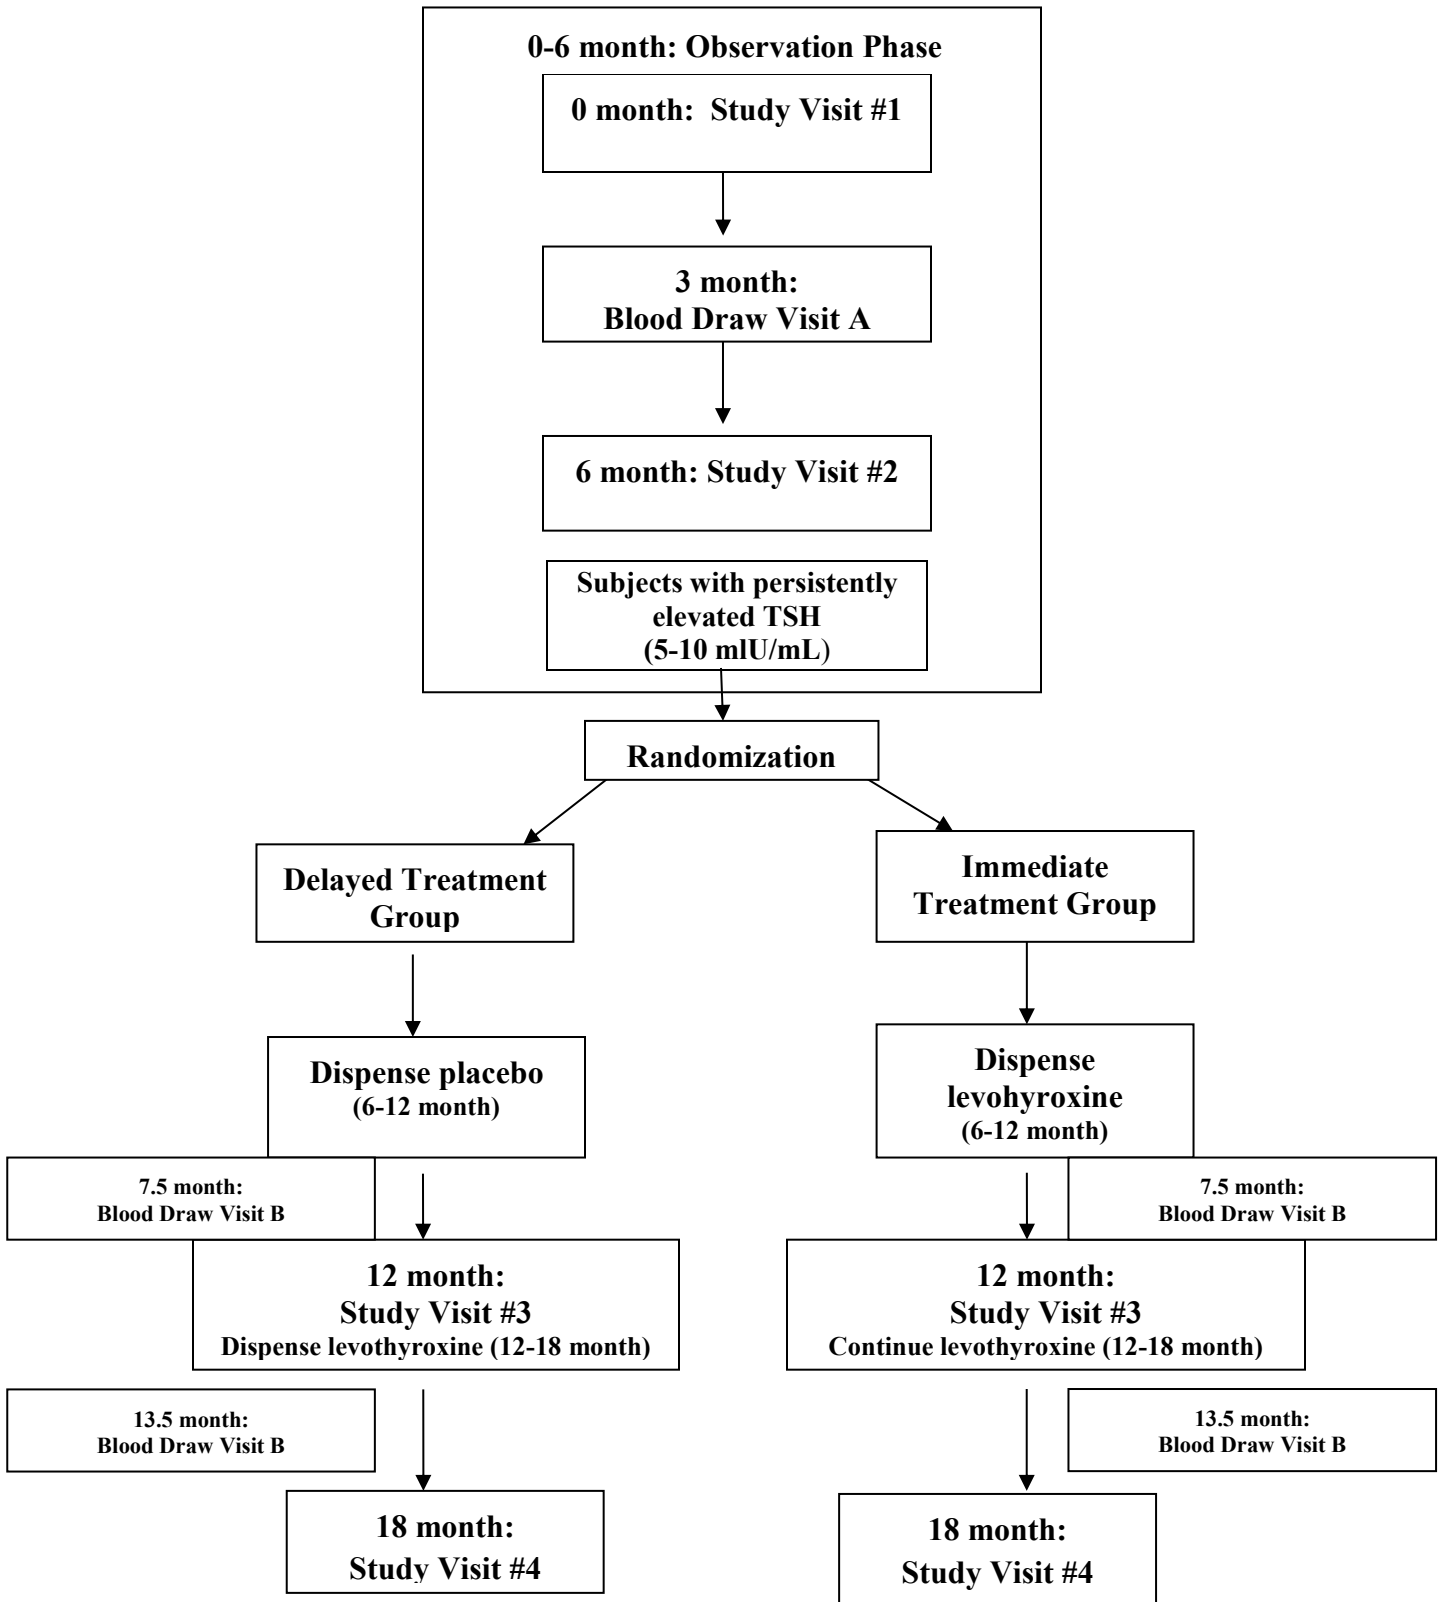 0-6 month: Observation Phase
0 month:  Study Visit #1
3 month:
Blood Draw Visit A
6 month: Study Visit #2
Subjects with persistently
elevated TSH
(5-10 mlU/mL)
Randomization
Delayed Treatment
Group
Immediate
Treatment Group
Dispense placebo
(6-12 month)
Dispense
levohyroxine
(6-12 month)
7.5 month:
Blood Draw Visit B
7.5 month:
Blood Draw Visit B
12 month:
Study Visit #3
Dispense levothyroxine (12-18 month)
12 month:
Study Visit #3
Continue levothyroxine (12-18 month)
13.5 month:
Blood Draw Visit B
13.5 month:
Blood Draw Visit B
18 month:
Study Visit #4
18 month:
Study Visit #4